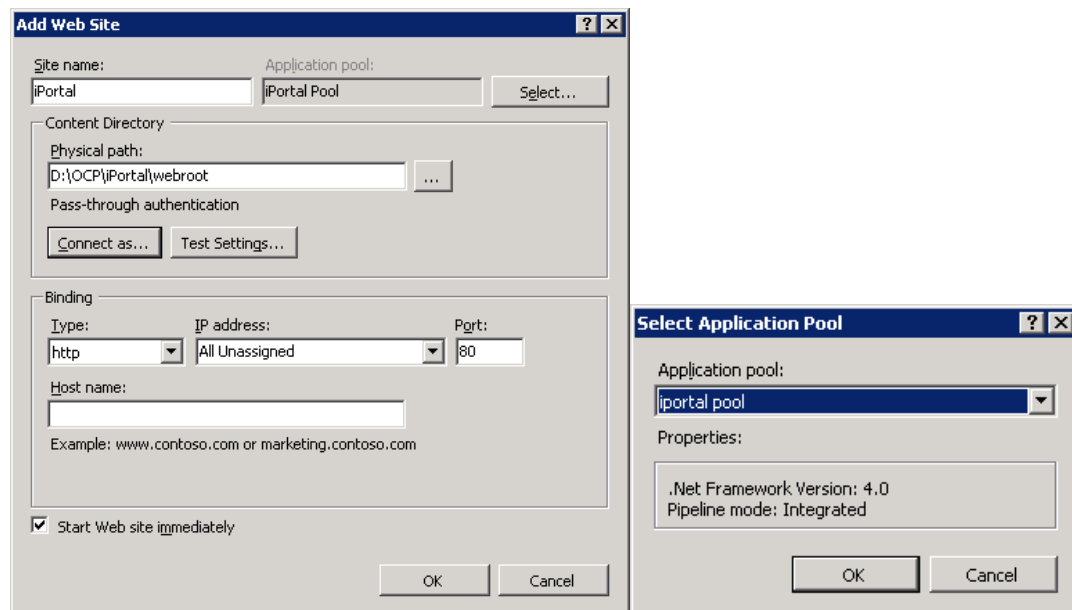 Add Web Site
Site name:
Application pool:
iPortal
iPortal Pool
Select...
Content Directory
Physical path:
D:\OCP\iPortal\webroot
...
Pass-through authentication
Connect as...
Test Settings...
Binding
Type:
IP address:
Port:
http
All Unassigned
80
Host name:
Example: www.contoso.com or marketing.contoso.com
Start Web site immediately
OK
Cancel
Select Application Pool
Application pool:
iportal pool
Properties:
.Net Framework Version: 4.0
Pipeline mode: Integrated
OK
Cancel